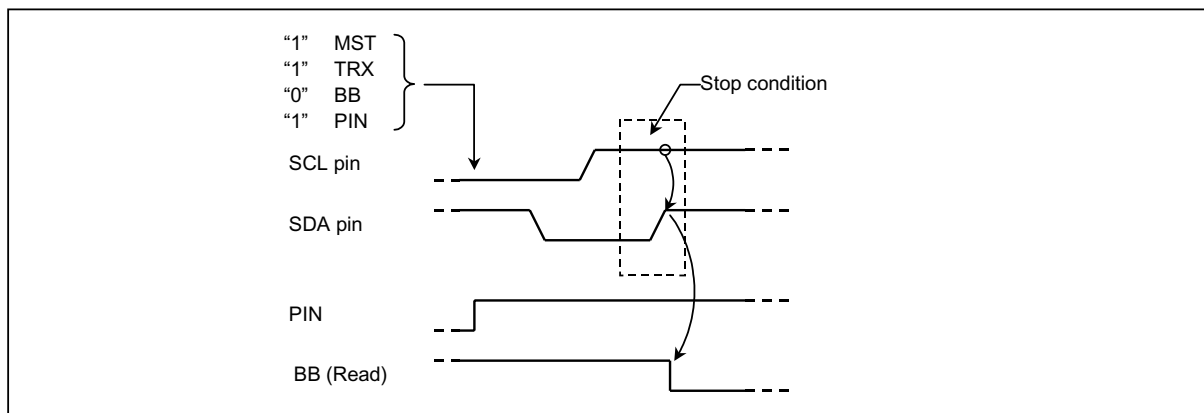 “1” MST
“1” TRX
“0” BB
“1” PIN
Stop condition
SCL pin
SDA pin
PIN
BB (Read)